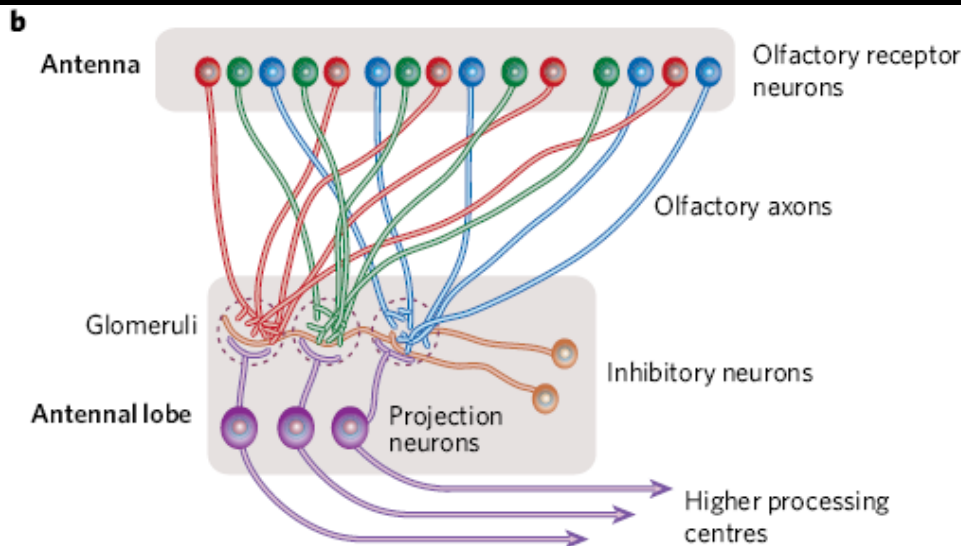 b
Antenna
Olfactory receptor
neurons
Olfactory axons
Glomeruli
Inhibitory neurons
Antennal lobe
Projection
neurons
Higher processing
centres